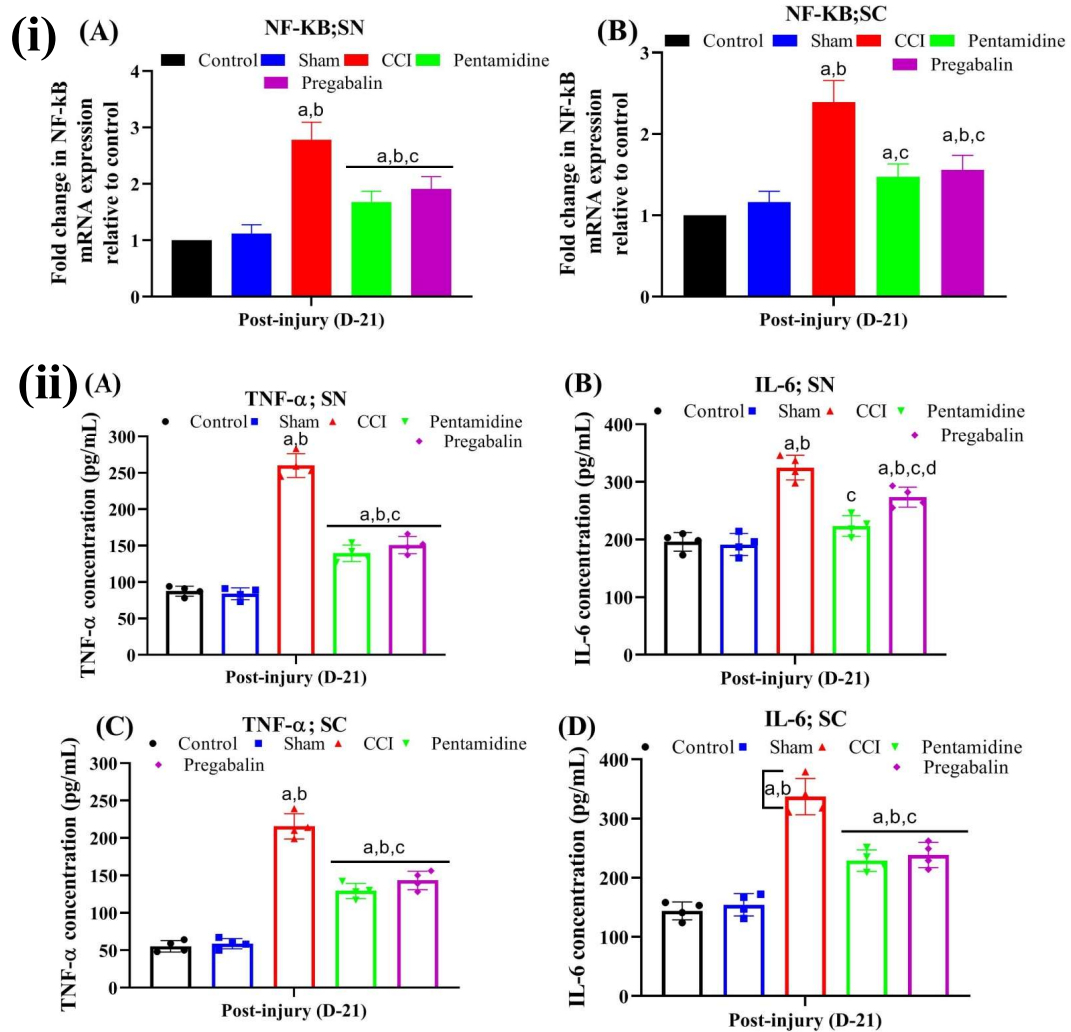 (i)
(A)
NF-KB;SN
Control Sham CCI Pentamidine
Pregabalin
Fold change in NF-kB
mRNA expression
relative to control
4
3
2
1
0
a,b
a,b,c
Post-injury (D-21)
(B)
NF-KB;SC
Control Sham CCI Pentamidine
Pregabalin
Fold change in NF-kB
mRNA expression
relative to control
3
2
1
0
a,b
a,c
a,b,c
Post-injury (D-21)
(ii)
(A)
TNF-α; SN
Control Sham CCI Pentamidine
Pregabalin
TNF-α concentration (pg/mL)
300
250
200
150
100
50
0
a,b
a,b,c
Post-injury (D-21)
(B)
IL-6; SN
Control Sham CCI Pentamidine
Pregabalin
IL-6 concentration (pg/mL)
400
300
200
100
0
a,b
c
a,b,c,d
Post-injury (D-21)
(C)
TNF-α; SC
Control Sham CCI Pentamidine
Pregabalin
TNF-α concentration (pg/mL)
300
250
200
150
100
50
0
a,b
a,b,c
Post-injury (D-21)
(D)
IL-6; SC
Control Sham CCI Pentamidine
Pregabalin
IL-6 concentration (pg/mL)
400
300
200
100
0
a,b
a,b,c
Post-injury (D-21)